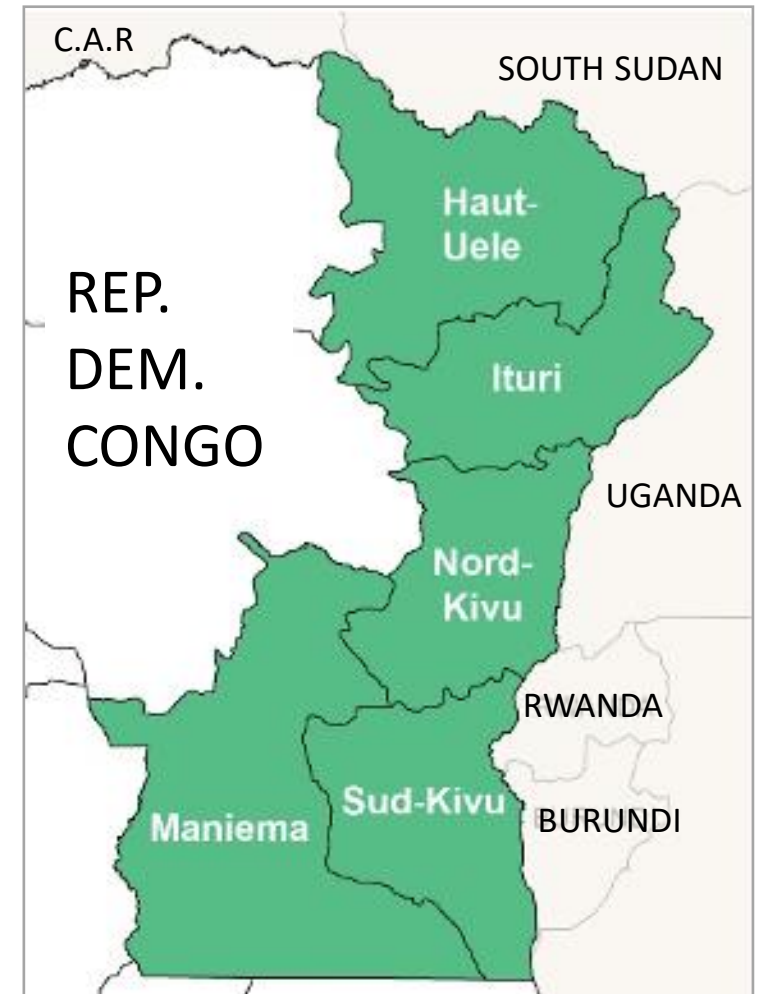 C.A.R
SOUTH SUDAN
Haut-
Uele
REP.
DEM.
CONGO
Ituri
UGANDA
Nord-
Kivu
RWANDA
Sud-Kivu
BURUNDI
Maniema